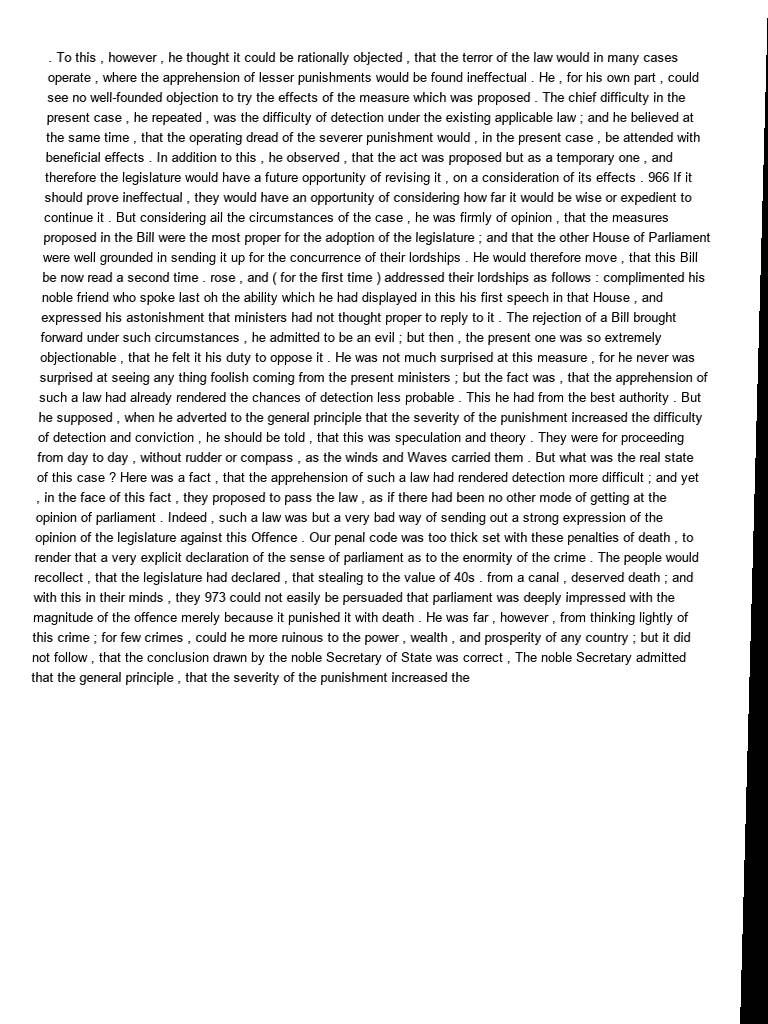 . To this , however , he thought it could be rationally objected , that the terror of the law would in many cases
operate , where the apprehension of lesser punishments would be found ineffectual . He , for his own part , could
see no well-founded objection to try the effects of the measure which was proposed . The chief difficulty in the
present case , he repeated , was the difficulty of detection under the existing applicable law ; and he believed at
the same time , that the operating dread of the severer punishment would , in the present case , be attended with
beneficial effects . In addition to this , he observed , that the act was proposed but as a temporary one , and
therefore the legislature would have a future opportunity of revising it , on a consideration of its effects . 966 If it
should prove ineffectual , they would have an opportunity of considering how far it would be wise or expedient to
continue it . But considering ail the circumstances of the case , he was firmly of opinion , that the measures
proposed in the Bill were the most proper for the adoption of the legislature ; and that the other House of Parliament
were well grounded in sending it up for the concurrence of their lordships . He would therefore move , that this Bill
be now read a second time . rose , and ( for the first time ) addressed their lordships as follows : complimented his
noble friend who spoke last oh the ability which he had displayed in this his first speech in that House , and
expressed his astonishment that ministers had not thought proper to reply to it . The rejection of a Bill brought
forward under such circumstances , he admitted to be an evil ; but then , the present one was so extremely
objectionable , that he felt it his duty to oppose it . He was not much surprised at this measure , for he never was
surprised at seeing any thing foolish coming from the present ministers ; but the fact was , that the apprehension of
such a law had already rendered the chances of detection less probable . This he had from the best authority . But
he supposed , when he adverted to the general principle that the severity of the punishment increased the difficulty
of detection and conviction , he should be told , that this was speculation and theory . They were for proceeding
from day to day , without rudder or compass , as the winds and Waves carried them . But what was the real state
of this case ? Here was a fact , that the apprehension of such a law had rendered detection more difficult ; and yet
, in the face of this fact , they proposed to pass the law , as if there had been no other mode of getting at the
opinion of parliament . Indeed , such a law was but a very bad way of sending out a strong expression of the
opinion of the legislature against this Offence . Our penal code was too thick set with these penalties of death , to
render that a very explicit declaration of the sense of parliament as to the enormity of the crime . The people would
recollect , that the legislature had declared , that stealing to the value of 40s . from a canal , deserved death ; and
with this in their minds , they 973 could not easily be persuaded that parliament was deeply impressed with the
magnitude of the offence merely because it punished it with death . He was far , however , from thinking lightly of
this crime ; for few crimes , could he more ruinous to the power , wealth , and prosperity of any country ; but it did
not follow , that the conclusion drawn by the noble Secretary of State was correct , The noble Secretary admitted
that the general principle , that the severity of the punishment increased the